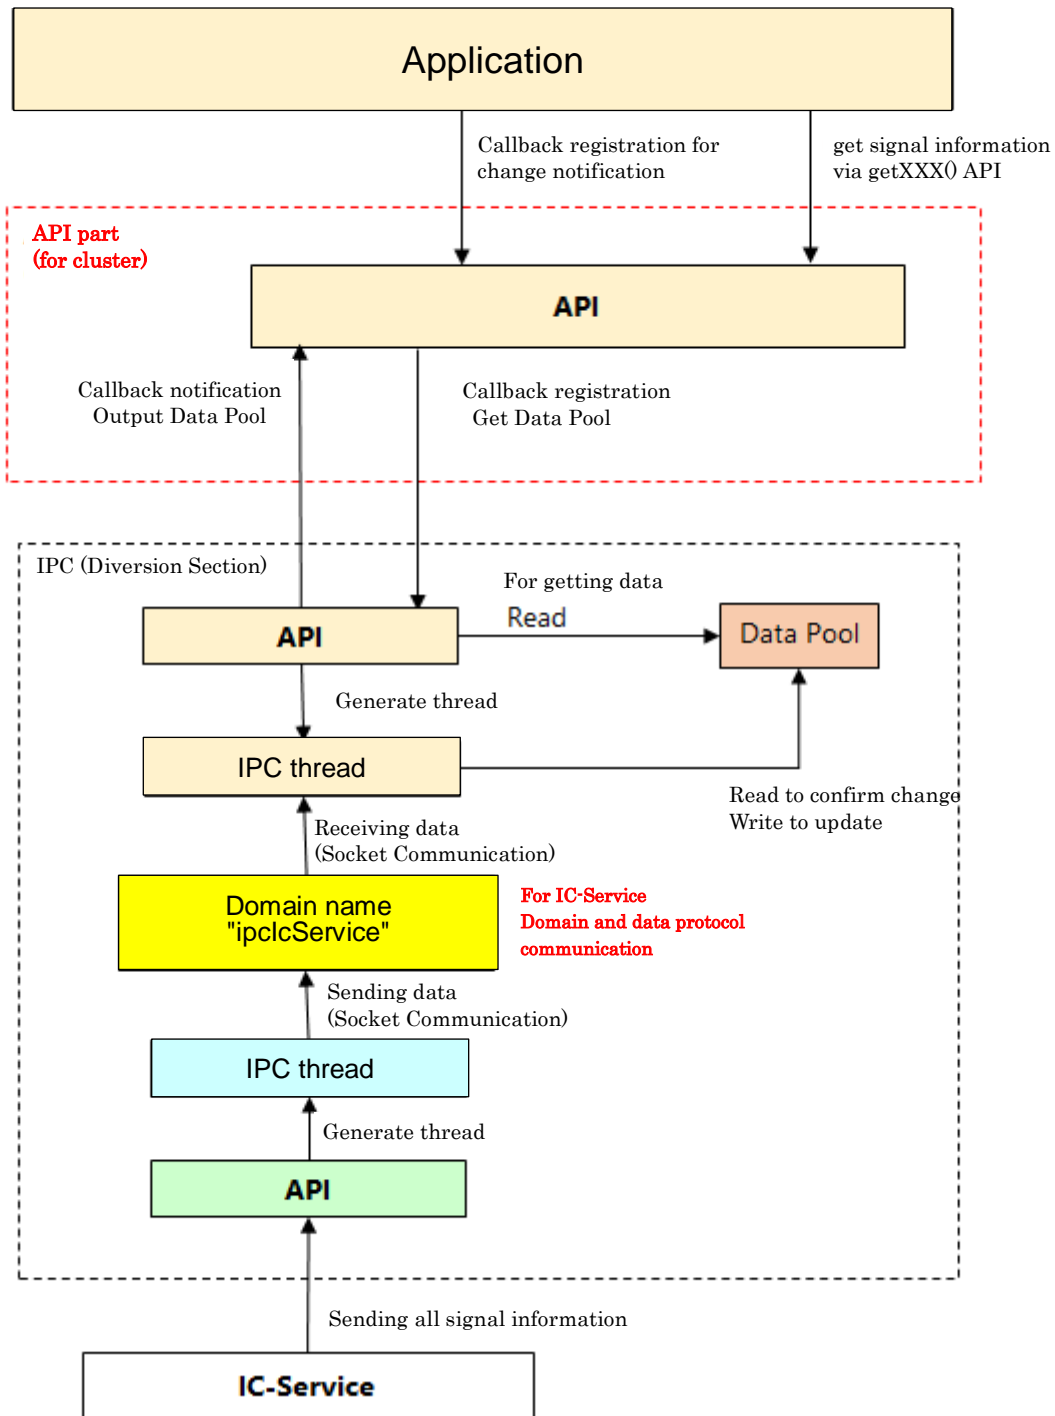 Application
Callback registration for
change notification
get signal information
via getXXX() API
API part
(for cluster)
API
Callback notification
Output Data Pool
Callback registration
Get Data Pool
IPC (Diversion Section)
For getting data
Read
API
Data Pool
Generate thread
IPC thread
Read to confirm change
Write to update
Receiving data
(Socket Communication)
Domain name
"ipcIcService"
For IC-Service
Domain and data protocol
communication
Sending data
(Socket Communication)
IPC thread
Generate thread
API
Sending all signal information
IC-Service